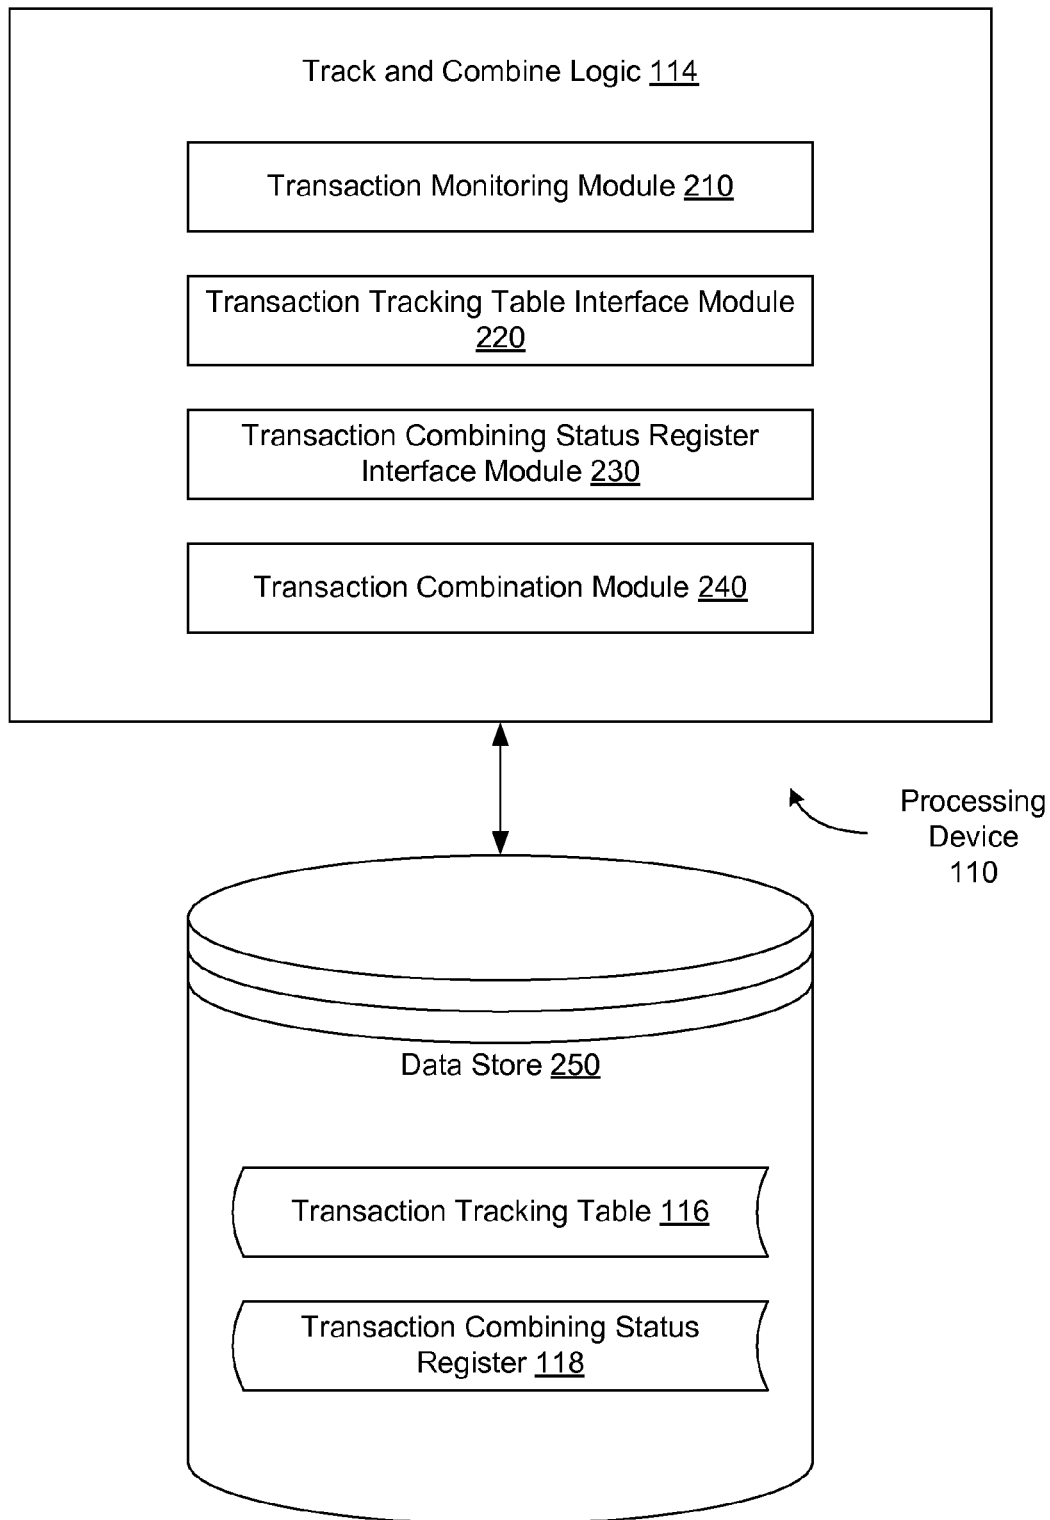 Track and Combine Logic 114
Transaction Monitoring Module 210
Transaction Tracking Table Interface Module
220
Transaction Combining Status Register
Interface Module 230
Transaction Combination Module 240
Processing
Device
110
Data Store 250
Transaction Tracking Table 116
Transaction Combining Status
Register 118